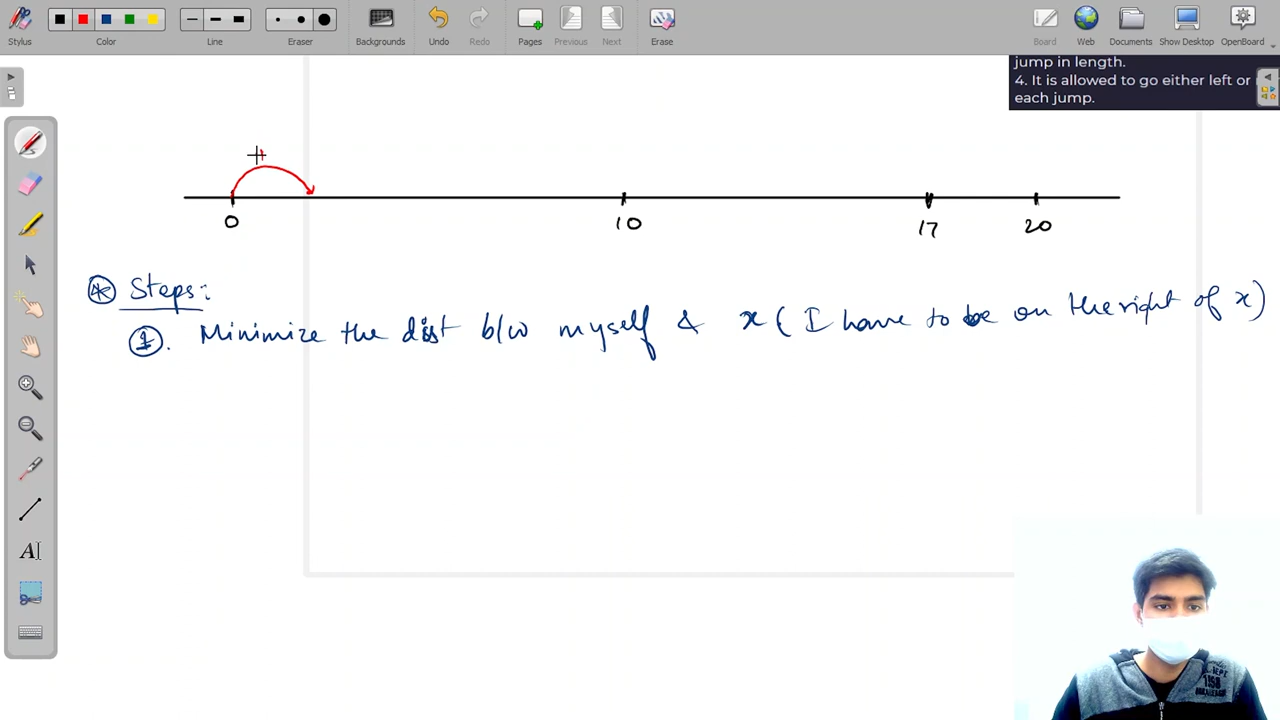 Stylus
Color
Line
Eraser
Backgrounds
Undo
Redo
Pages
Previous
Next
Erase
Board
Web
Documents
Show Desktop
OpenBoard
jump in length.
4. It is allowed to go either left or
each jump.
0
10
17
20
* Steps:
1. Minimize the dist b/w myself & x (I have to be on the right of x)
A